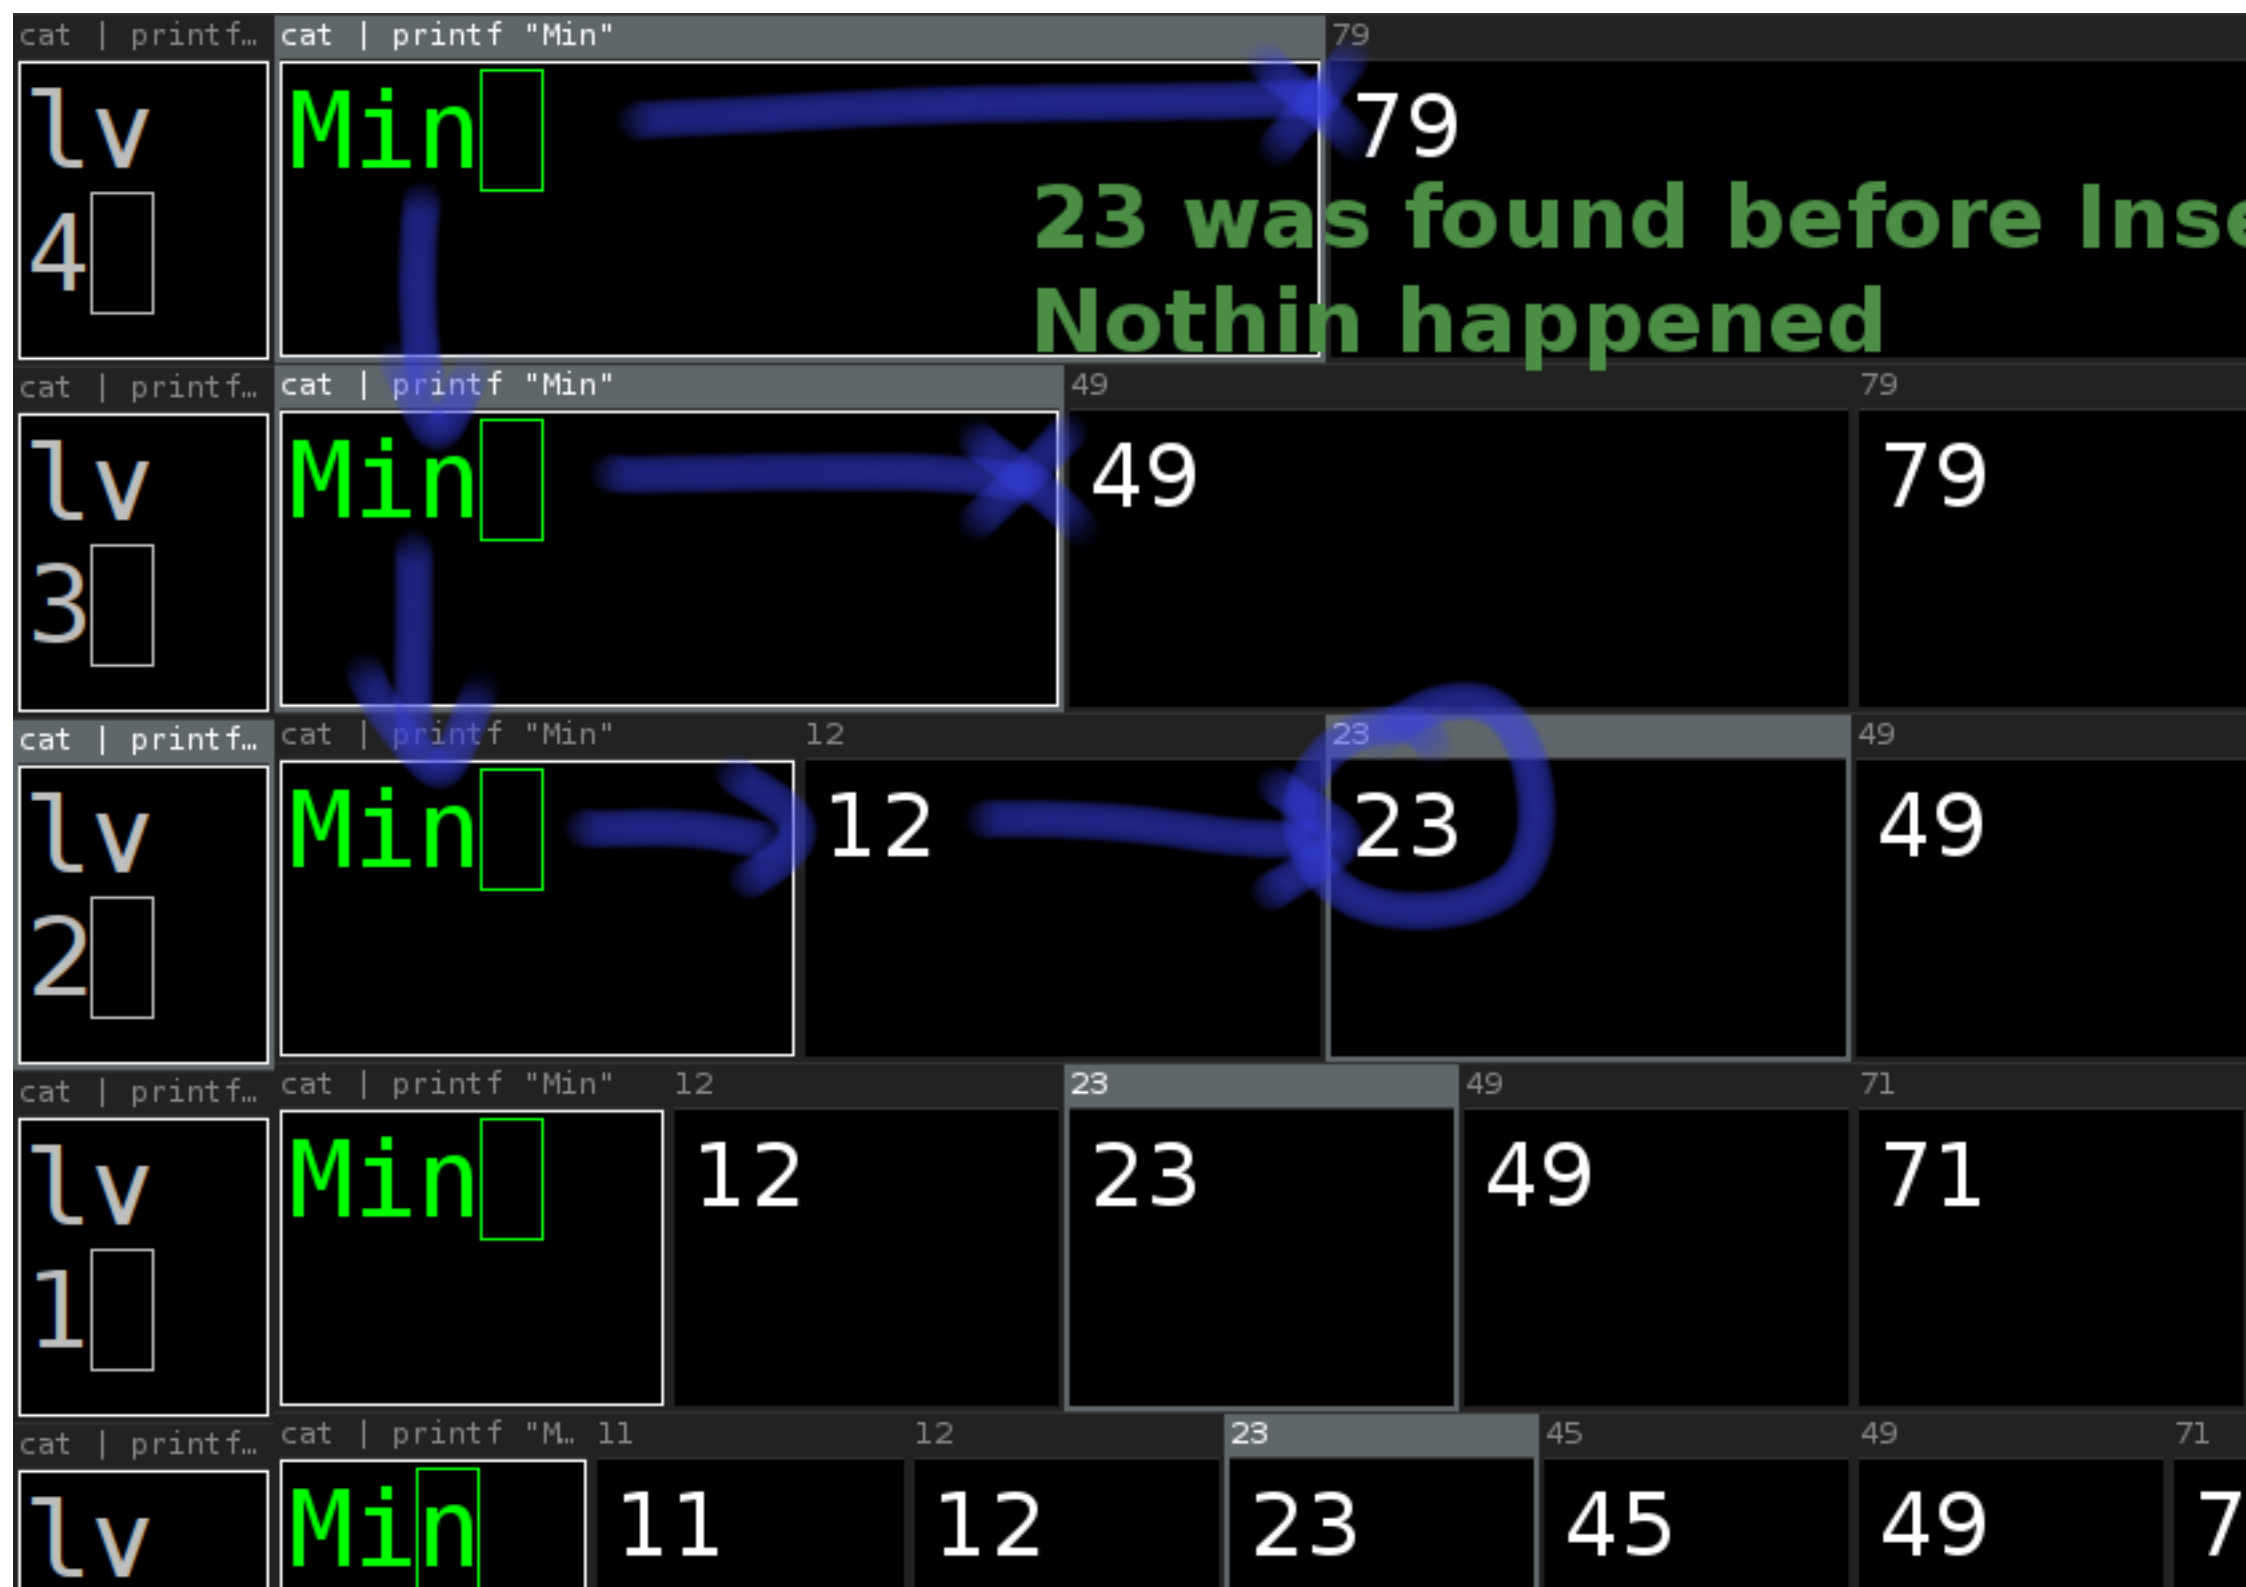 cat | printf… cat | printf "Min" 79
lv Min 79
4
23 was found before Inse
Nothin happened
cat | printf… cat | printf "Min" 49 79
lv Min 49 79
3
cat | printf… cat | printf "Min" 12 23 49
lv Min 12 23 49
2
cat | printf… cat | printf "Min" 12 23 49 71
lv Min 12 23 49 71
1
cat | printf… cat | printf "M… 11 12 23 45 49 71
lv Min 11 12 23 45 49 7